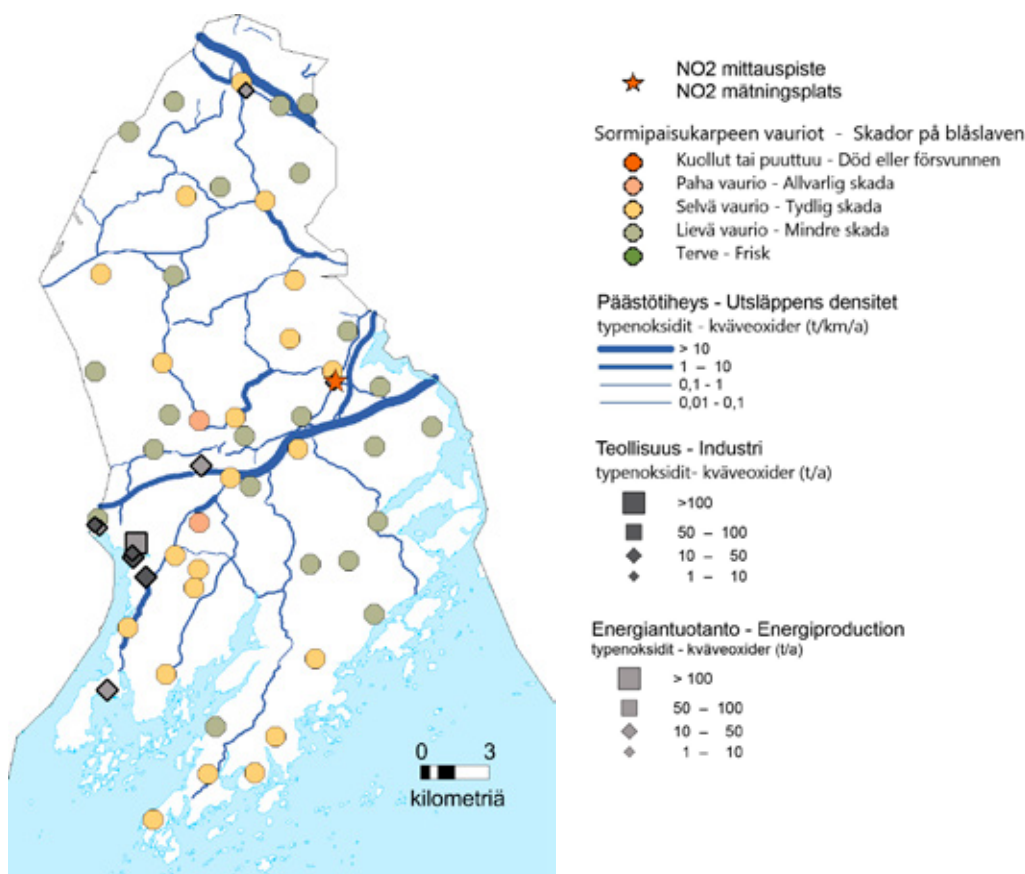 NO2 mittauspiste
NO2 mätningsplats
Sormipaisukarpeen vauriot - Skador på blåslaven
Kuollut tai puuttuu - Död eller försvunnen
Paha vaurio - Allvarlig skada
Selvä vaurio - Tydlig skada
Lievä vaurio - Mindre skada
Terve - Frisk
Päästötiheys - Utsläppens densitet
typenoksidit - kväveoxider (t/km/a)
> 10
1 – 10
0,1 - 1
0,01 - 0,1
Teollisuus - Industri
typenoksidit- kväveoxider (t/a)
>100
50 – 100
10 – 50
1 – 10
Energiantuotanto - Energiproduction
typenoksidit - kväveoxider (t/a)
> 100
50 – 100
10 – 50
1 – 10
0 3
kilometriä